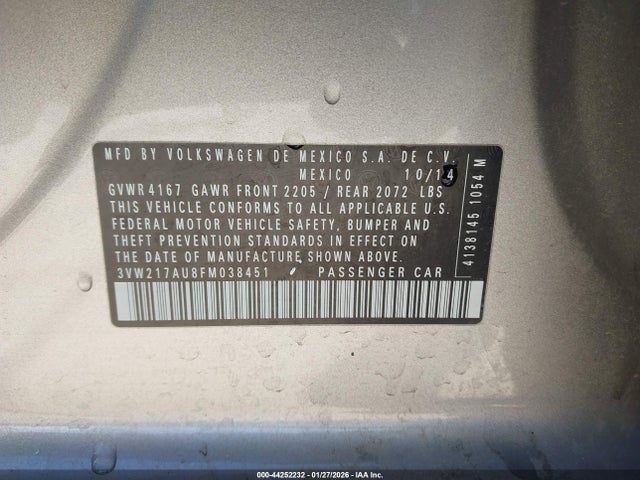 MFD BY VOLKSWAGEN DE MEXICO S.A. DE C.V.
MEXICO 10/14
GVWR 4167 GAWR FRONT 2205 / REAR 2072 LBS
THIS VEHICLE CONFORMS TO ALL APPLICABLE U.S.
FEDERAL MOTOR VEHICLE SAFETY, BUMPER AND
THEFT PREVENTION STANDARDS IN EFFECT ON
THE DATE OF MANUFACTURE SHOWN ABOVE.
3VW217AU8FM038451 / PASSENGER CAR
4138145 1054 M
000-44252232 - 01/27/2026 - IAA Inc.